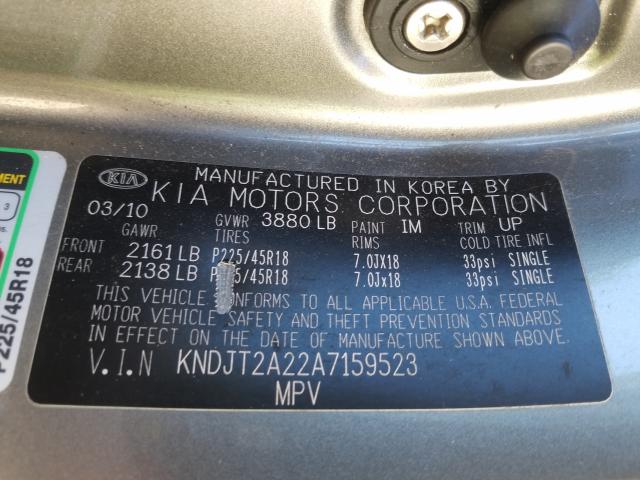 MANUFACTURED IN KOREA BY
KIA KIA MOTORS CORPORATION
03/10 GVWR 3880 LB PAINT IM TRIM UP
GAWR TIRES RIMS COLD TIRE INFL
FRONT 2161 LB P225/45R18 7.0JX18 33psi SINGLE
REAR 2138 LB 7.0JX18 33psi SINGLE
THIS VEHICLE CONFORMS TO ALL APPLICABLE U.S.A. FEDERAL
MOTOR VEHICLE SAFETY AND THEFT PREVENTION STANDARDS
IN EFFECT ON THE DATE OF MANUFACTURE SHOWN ABOVE.
V.I.N KNDJT2A22A7159523
MPV
3
P225/45R18